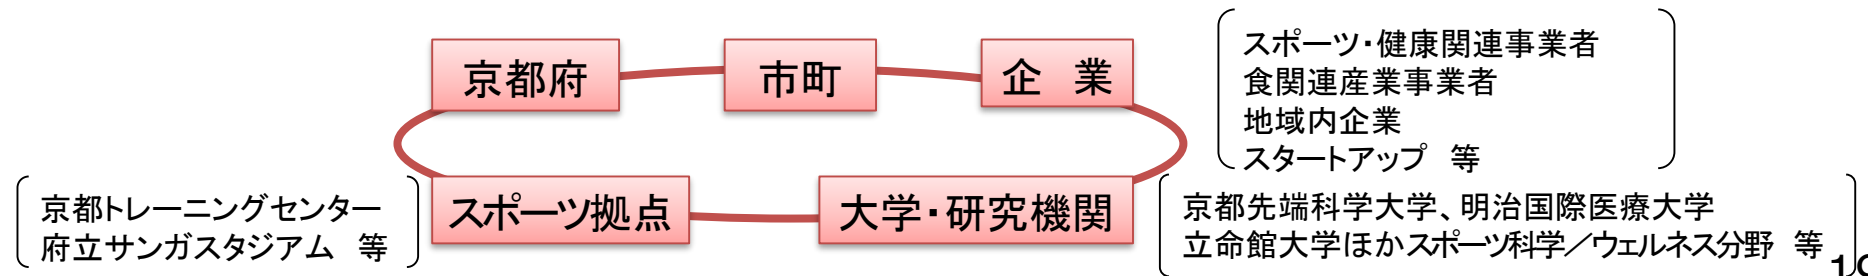 京都府
市町
企　業
スポーツ・健康関連事業者
食関連産業事業者
地域内企業
スタートアップ　等
京都トレーニングセンター
府立サンガスタジアム　等
スポーツ拠点
大学・研究機関
京都先端科学大学、明治国際医療大学
立命館大学ほかスポーツ科学／ウェルネス分野　等